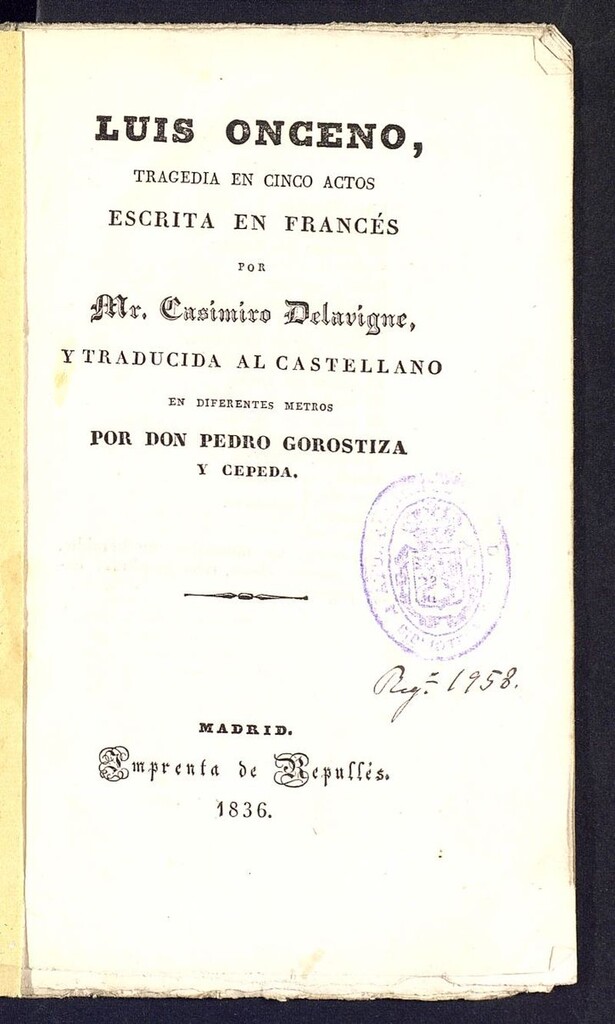 LUIS ONCENO,
TRAGEDIA EN CINCO ACTOS
ESCRITA EN FRANCÉS
POR
Mr. Casimiro Delavigne,
Y TRADUCIDA AL CASTELLANO
EN DIFERENTES METROS
POR DON PEDRO GOROSTIZA
Y CEPEDA.
Reg.ᵒ 1958.
MADRID.
Imprenta de Repullés.
1836.